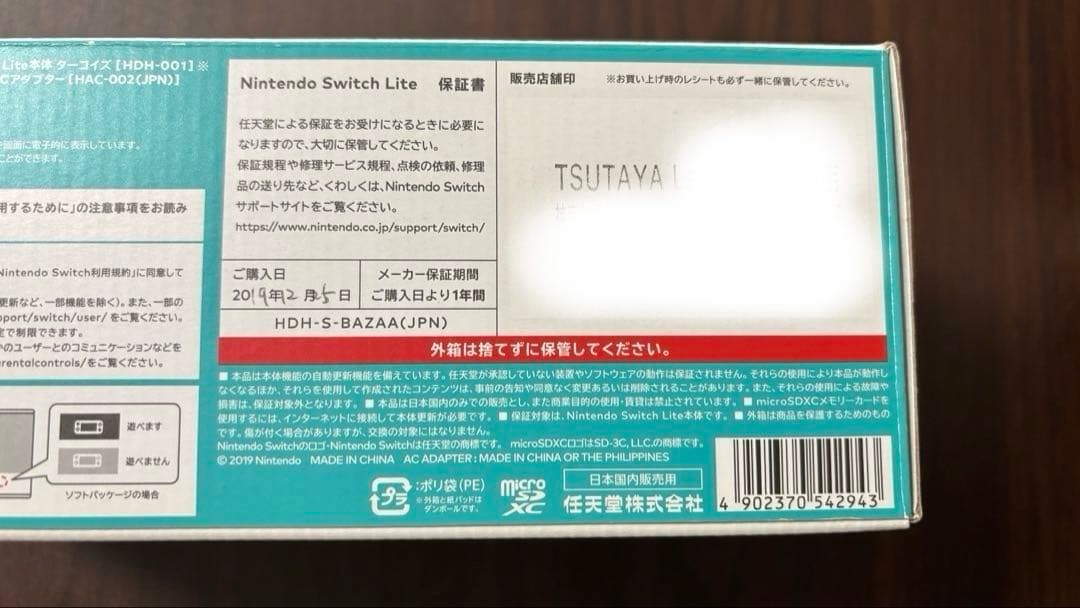 Lite本体 ターコイズ [HDH-001]※
Cアダプター [HAC-002(JPN)]
画面に電子的に表示しています。
ことができます。
用するために」の注意事項をお読み
Nintendo Switch利用規約」に同意して
更新など、一部機能を除く)。また、一部の
port/switch/user/ をご覧ください。
定で制限できます。
のユーザーとのコミュニケーションなどを
rentalcontrols/をご覧ください。
遊べます
遊べません
ソフトパッケージの場合
Nintendo Switch Lite 保証書
任天堂による保証をお受けになるときに必要に
なりますので、大切に保管してください。
保証規程や修理サービス規程、点検の依頼、修理
品の送り先など、くわしくは、Nintendo Switch
サポートサイトをご覧ください。
https://www.nintendo.co.jp/support/switch/
ご購入日
2019年12月25日
メーカー保証期間
ご購入日より1年間
HDH-S-BAZAA(JPN)
販売店舗印 ※お買い上げ時のレシートも必ず一緒に保管してください。
TSUTAYA
外箱は捨てずに保管してください。
■ 本品は本体機能の自動更新機能を備えています。任天堂が承認していない装置やソフトウェアの動作は保証されません。それらの使用により本品が動作し
なくなるほか、それらを使用して作成されたコンテンツは、事前の告知や同意なく変更あるいは削除されることがあります。また、それらの使用による故障や
損害は、保証対象外となります。■ 本品は日本国内のみでの販売とし、また商業目的の使用・賃貸は禁止されています。■ microSDXCメモリーカードを
使用するには、インターネットに接続して本体更新が必要です。■ 保証対象は、Nintendo Switch Lite本体です。■ 外箱は商品を保護するためのもの
です。傷が付く場合がありますが、交換の対象にはなりません。
Nintendo Switchのロゴ・Nintendo Switchは任天堂の商標です。 microSDXCロゴはSD-3C, LLC.の商標です。
© 2019 Nintendo MADE IN CHINA AC ADAPTER : MADE IN CHINA OR THE PHILIPPINES
プラ
:ポリ袋(PE)
※外箱と紙パッドは
ダンボールです。
micro
SD
XC
日本国内販売用
任天堂株式会社
4 902370 542943